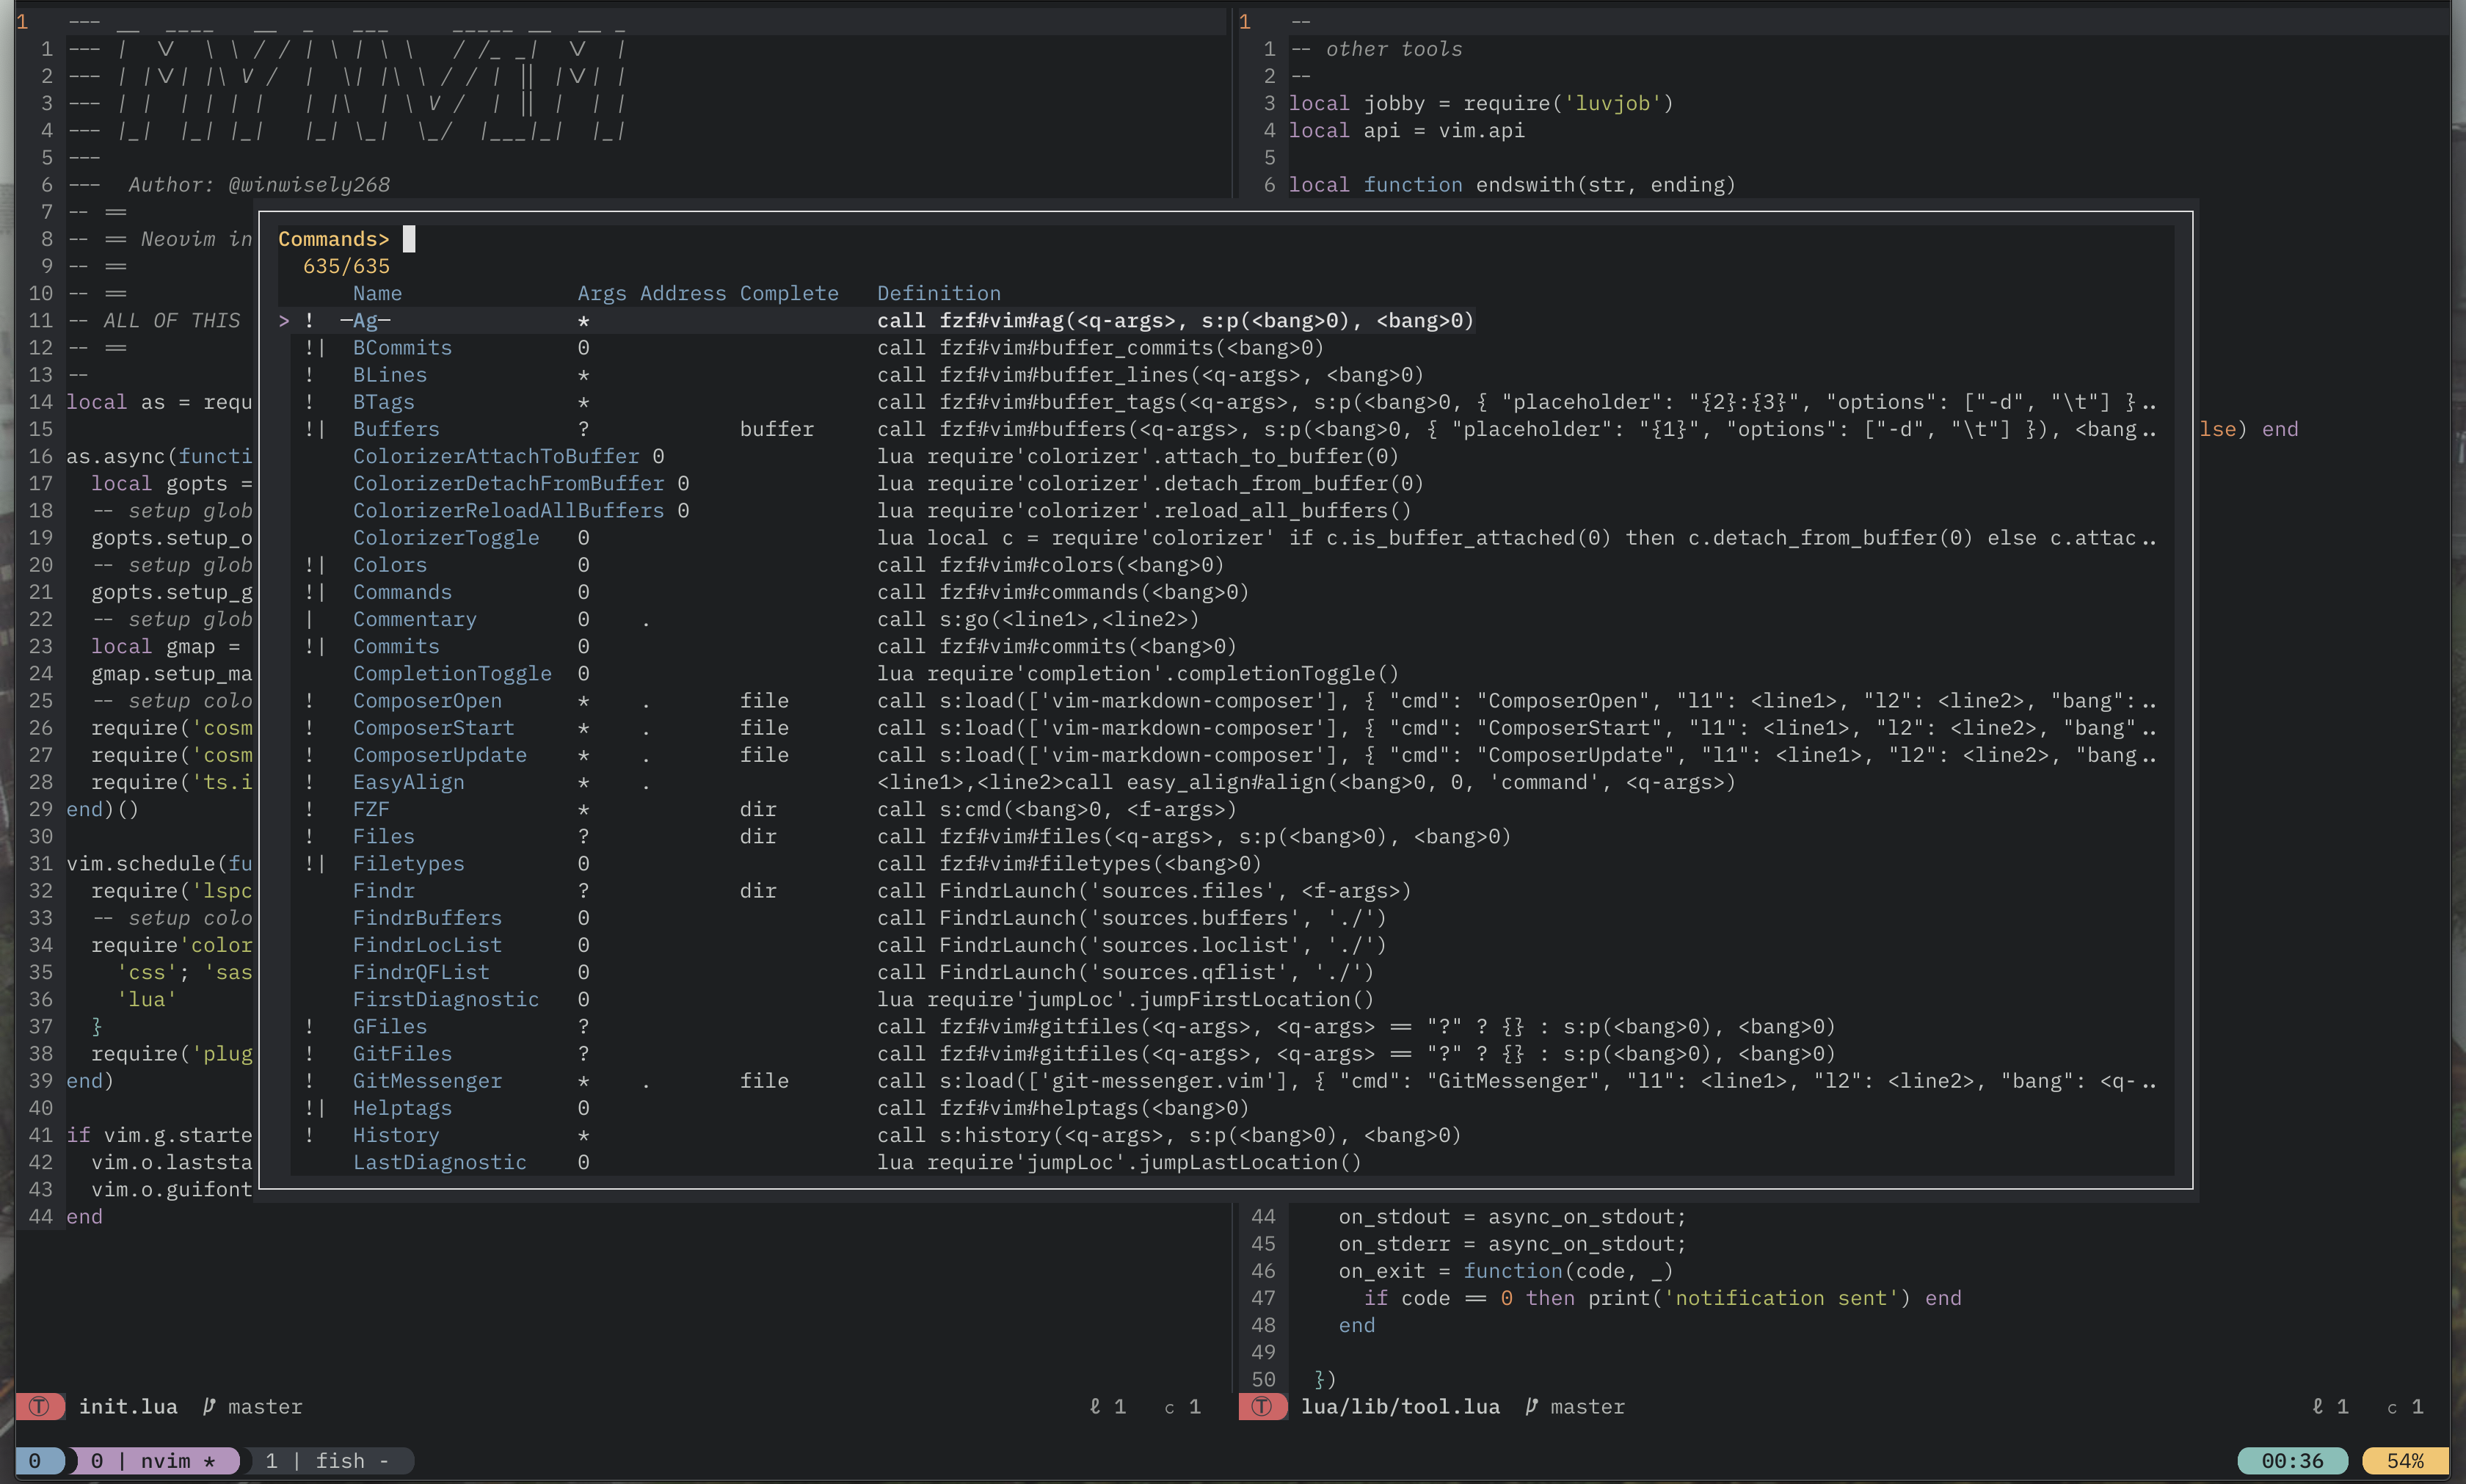 1 ---
1 ---
2 ---
3 ---
4 ---
5 ---
6 --- Author: @winwisely268
7 -- ==
8 -- == Neovim in
9 -- ==
10 -- ==
11 -- ALL OF THIS
12 -- ==
13 --
14 local as = requ
15
16 as.async(functi
17 local gopts =
18 -- setup glob
19 gopts.setup_o
20 -- setup glob
21 gopts.setup_g
22 -- setup glob
23 local gmap =
24 gmap.setup_ma
25 -- setup colo
26 require('cosm
27 require('cosm
28 require('ts.i
29 end)()
30
31 vim.schedule(fu
32 require('lspc
33 -- setup colo
34 require'color
35 'css'; 'sas
36 'lua'
37 }
38 require('plug
39 end)
40
41 if vim.g.starte
42 vim.o.laststa
43 vim.o.guifont
44 end
1 --
1 -- other tools
2 --
3 local jobby = require('luvjob')
4 local api = vim.api
5
6 local function endswith(str, ending)
lse) end
Commands>
635/635
Name Args Address Complete Definition
> ! —Ag— * call fzf#vim#ag(<q-args>, s:p(<bang>0), <bang>0)
!| BCommits 0 call fzf#vim#buffer_commits(<bang>0)
! BLines * call fzf#vim#buffer_lines(<q-args>, <bang>0)
! BTags * call fzf#vim#buffer_tags(<q-args>, s:p(<bang>0, { "placeholder": "{2}:{3}", "options": ["-d", "\t"] }..
!| Buffers ? buffer call fzf#vim#buffers(<q-args>, s:p(<bang>0, { "placeholder": "{1}", "options": ["-d", "\t"] }), <bang..
ColorizerAttachToBuffer 0 lua require'colorizer'.attach_to_buffer(0)
ColorizerDetachFromBuffer 0 lua require'colorizer'.detach_from_buffer(0)
ColorizerReloadAllBuffers 0 lua require'colorizer'.reload_all_buffers()
ColorizerToggle 0 lua local c = require'colorizer' if c.is_buffer_attached(0) then c.detach_from_buffer(0) else c.attac..
!| Colors 0 call fzf#vim#colors(<bang>0)
!| Commands 0 call fzf#vim#commands(<bang>0)
| Commentary 0 . call s:go(<line1>,<line2>)
!| Commits 0 call fzf#vim#commits(<bang>0)
CompletionToggle 0 lua require'completion'.completionToggle()
! ComposerOpen * . file call s:load(['vim-markdown-composer'], { "cmd": "ComposerOpen", "l1": <line1>, "l2": <line2>, "bang":..
! ComposerStart * . file call s:load(['vim-markdown-composer'], { "cmd": "ComposerStart", "l1": <line1>, "l2": <line2>, "bang"..
! ComposerUpdate * . file call s:load(['vim-markdown-composer'], { "cmd": "ComposerUpdate", "l1": <line1>, "l2": <line2>, "bang..
! EasyAlign * . <line1>,<line2>call easy_align#align(<bang>0, 0, 'command', <q-args>)
! FZF * dir call s:cmd(<bang>0, <f-args>)
! Files ? dir call fzf#vim#files(<q-args>, s:p(<bang>0), <bang>0)
!| Filetypes 0 call fzf#vim#filetypes(<bang>0)
Findr ? dir call FindrLaunch('sources.files', <f-args>)
FindrBuffers 0 call FindrLaunch('sources.buffers', './')
FindrLocList 0 call FindrLaunch('sources.loclist', './')
FindrQFList 0 call FindrLaunch('sources.qflist', './')
FirstDiagnostic 0 lua require'jumpLoc'.jumpFirstLocation()
! GFiles ? call fzf#vim#gitfiles(<q-args>, <q-args> == "?" ? {} : s:p(<bang>0), <bang>0)
! GitFiles ? call fzf#vim#gitfiles(<q-args>, <q-args> == "?" ? {} : s:p(<bang>0), <bang>0)
! GitMessenger * . file call s:load(['git-messenger.vim'], { "cmd": "GitMessenger", "l1": <line1>, "l2": <line2>, "bang": <q-..
!| Helptags 0 call fzf#vim#helptags(<bang>0)
! History * call s:history(<q-args>, s:p(<bang>0), <bang>0)
LastDiagnostic 0 lua require'jumpLoc'.jumpLastLocation()
44 on_stdout = async_on_stdout;
45 on_stderr = async_on_stdout;
46 on_exit = function(code, _)
47 if code == 0 then print('notification sent') end
48 end
49
50 })
Ⓣ init.lua master ℓ 1 c 1
Ⓣ lua/lib/tool.lua master ℓ 1 c 1
0 0 | nvim * 1 | fish - 00:36 54%